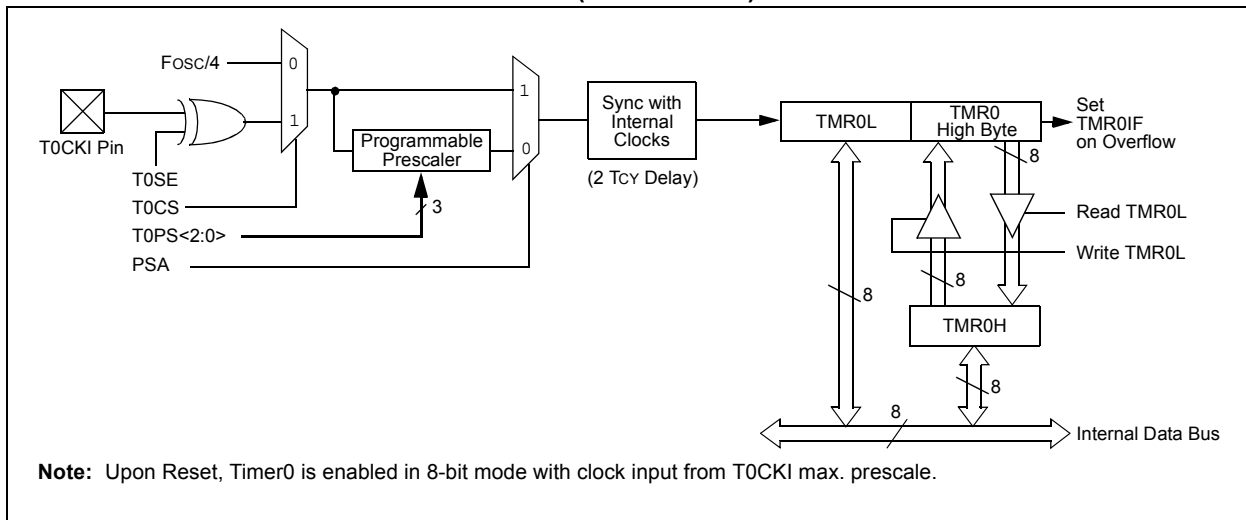 Fosc/4
0
1
T0CKI Pin
T0SE
T0CS
T0PS<2:0>
PSA
Programmable
Prescaler
3
1
0
Sync with
Internal
Clocks
(2 TCY Delay)
TMR0L
TMR0
High Byte
Set
TMR0IF
on Overflow
8
Read TMR0L
Write TMR0L
8
8
TMR0H
8
8
Internal Data Bus
Note: Upon Reset, Timer0 is enabled in 8-bit mode with clock input from T0CKI max. prescale.